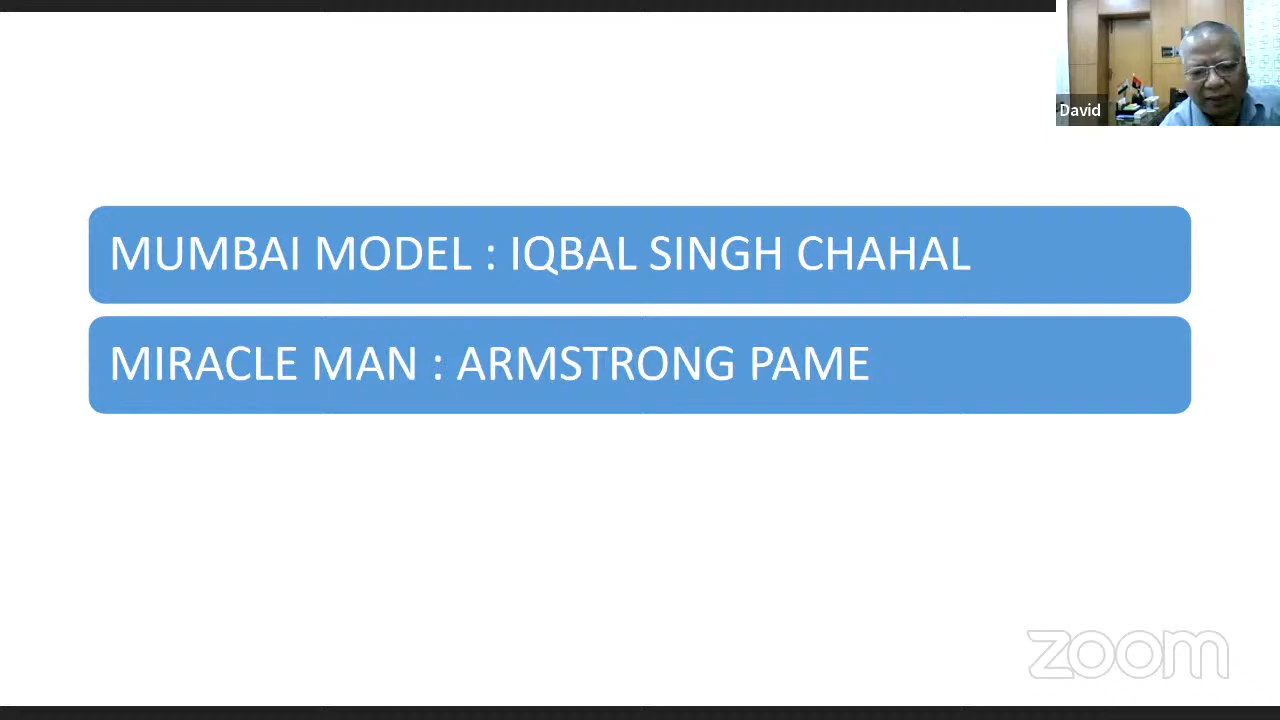 David
MUMBAI MODEL : IQBAL SINGH CHAHAL
MIRACLE MAN : ARMSTRONG PAME
zoom